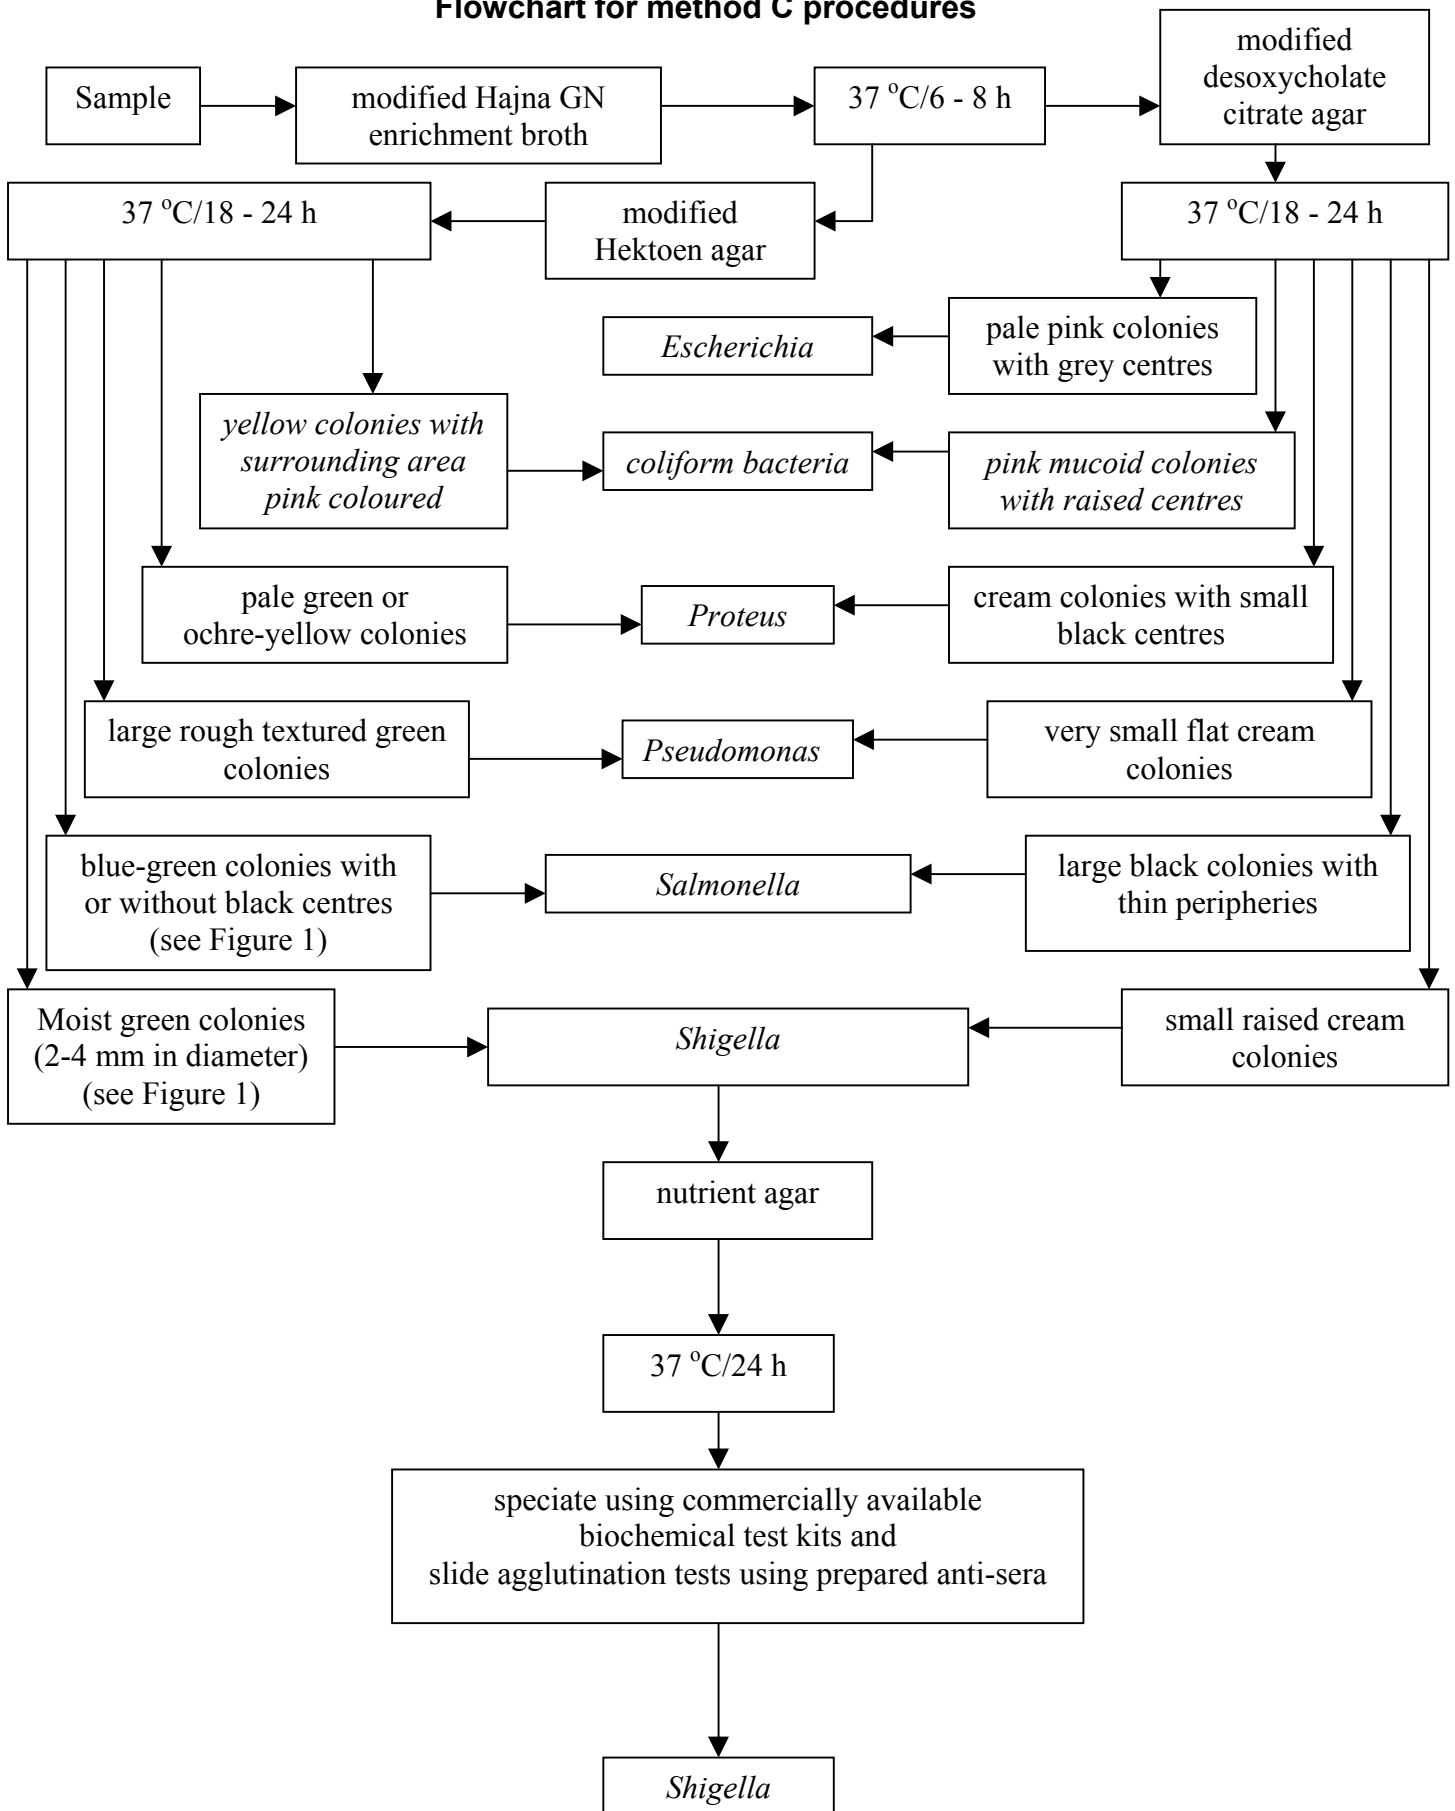 Flowchart for method C procedures
Sample
modified Hajna GN
enrichment broth
37 °C/6 - 8 h
modified
desoxycholate
citrate agar
37 °C/18 - 24 h
modified
Hektoen agar
37 °C/18 - 24 h
Escherichia
pale pink colonies
with grey centres
yellow colonies with
surrounding area
pink coloured
coliform bacteria
pink mucoid colonies
with raised centres
pale green or
ochre-yellow colonies
Proteus
cream colonies with small
black centres
large rough textured green
colonies
Pseudomonas
very small flat cream
colonies
blue-green colonies with
or without black centres
(see Figure 1)
Salmonella
large black colonies with
thin peripheries
Moist green colonies
(2-4 mm in diameter)
(see Figure 1)
Shigella
small raised cream
colonies
nutrient agar
37 °C/24 h
speciate using commercially available
biochemical test kits and
slide agglutination tests using prepared anti-sera
Shigella